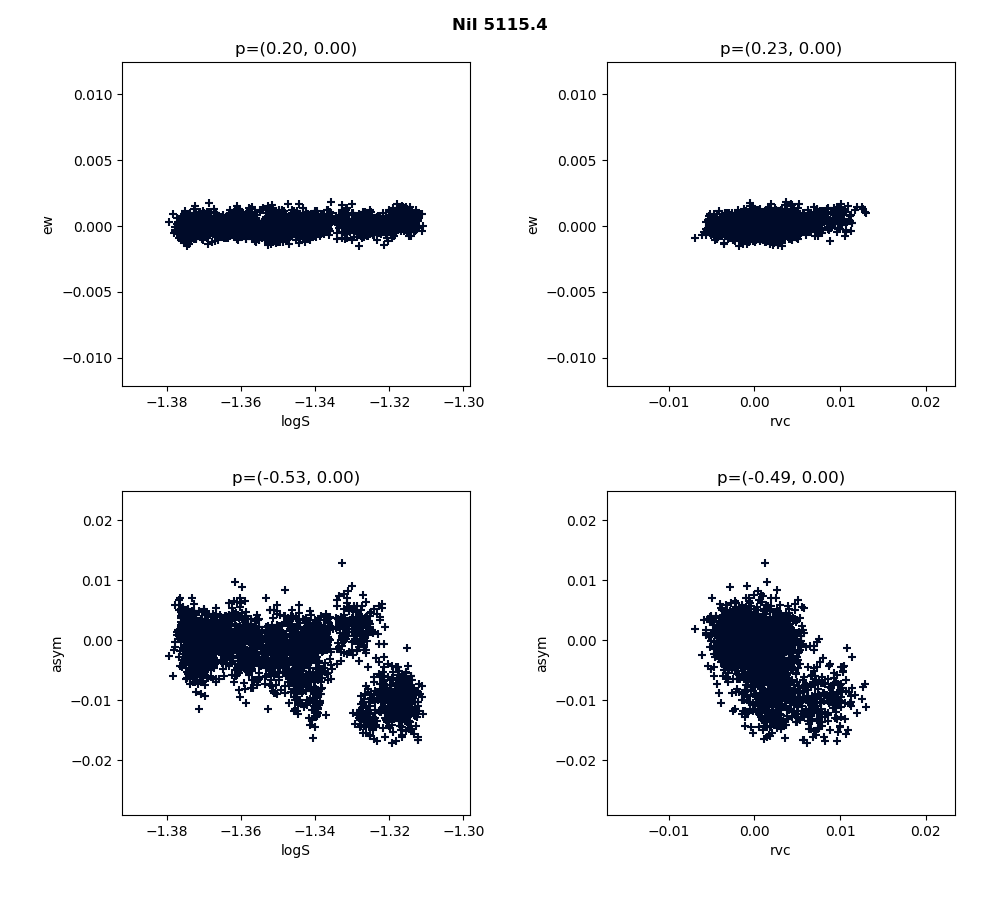 NiI 5115.4
p=(0.20, 0.00)
p=(0.23, 0.00)
0.010
0.005
0.000
−0.005
−0.010
ew
−1.38 −1.36 −1.34 −1.32 −1.30
logS
0.010
0.005
0.000
−0.005
−0.010
ew
−0.01 0.00 0.01 0.02
rvc
p=(-0.53, 0.00)
p=(-0.49, 0.00)
0.02
0.01
0.00
−0.01
−0.02
asym
−1.38 −1.36 −1.34 −1.32 −1.30
logS
0.02
0.01
0.00
−0.01
−0.02
asym
−0.01 0.00 0.01 0.02
rvc